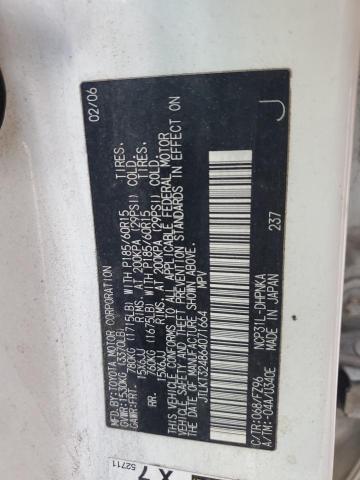 MFD.BY:TOYOTA MOTOR CORPORATION 02/06
GVWR:1530KG (3370LB)
GAWR:FRT. 780KG (1715LB) WITH P185/60R15 TIRES.
15X6JJ RIMS, AT 200KPA (29PSI) COLD.
RR. 760KG (1675LB) WITH P185/60R15 TIRES.
15X6JJ RIMS, AT 200KPA (29PSI) COLD.
THIS VEHICLE CONFORMS TO ALL APPLICABLE FEDERAL MOTOR
VEHICLE SAFETY AND THEFT PREVENTION STANDARDS IN EFFECT ON
THE DATE OF MANUFACTURE SHOWN ABOVE.
JTLKT324864071664 MPV
J
C/TR:068/FZ96 NCP31L-DHPNKA 237
A/TM:-04A/U340E MADE IN JAPAN
52711